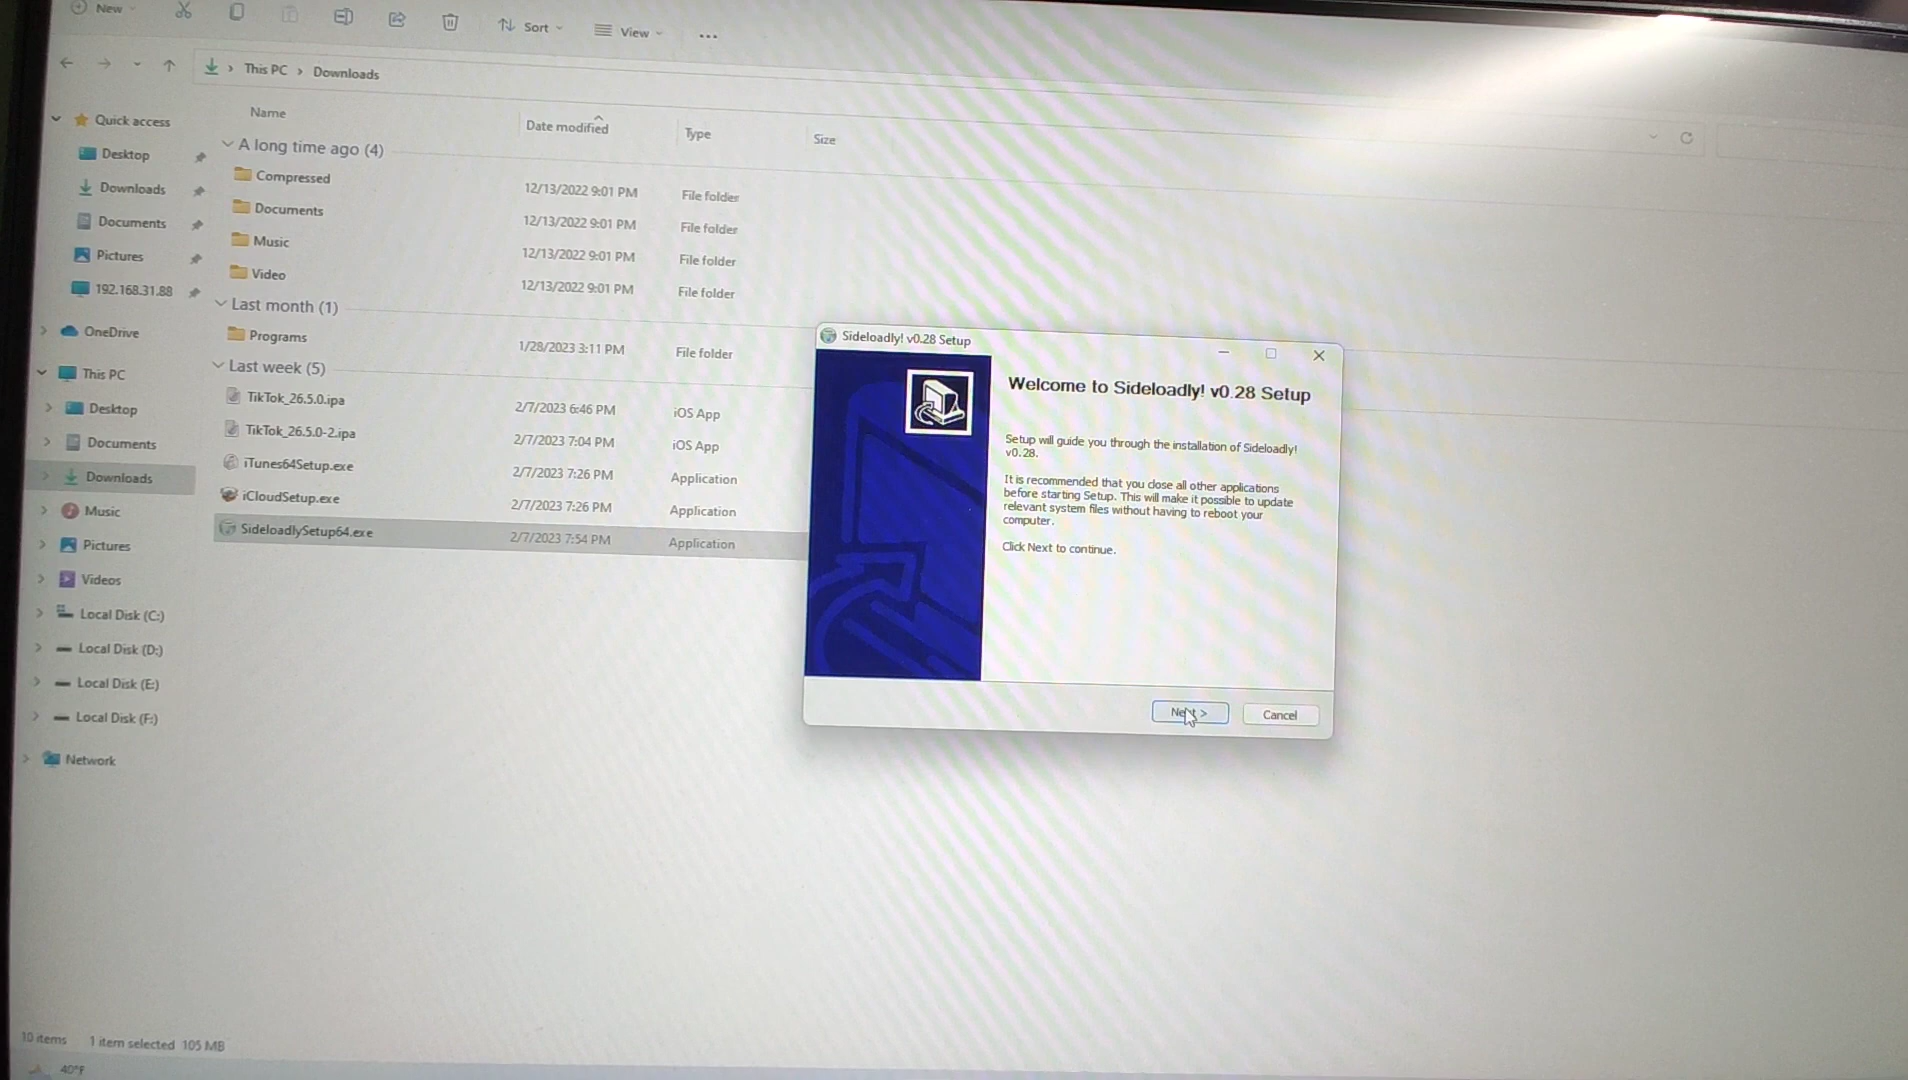 New
Sort
View
This PC > Downloads
Name
Date modified
Type
Size
Quick access
Desktop
Downloads
Documents
Pictures
192.168.31.88
OneDrive
This PC
Desktop
Documents
Downloads
Music
Pictures
Videos
Local Disk (C:)
Local Disk (D:)
Local Disk (E:)
Local Disk (F:)
Network
A long time ago (4)
Compressed 12/13/2022 9:01 PM File folder
Documents 12/13/2022 9:01 PM File folder
Music 12/13/2022 9:01 PM File folder
Video 12/13/2022 9:01 PM File folder
Last month (1)
Programs 1/28/2023 3:11 PM File folder
Last week (5)
TikTok_26.5.0.ipa 2/7/2023 6:46 PM iOS App
TikTok_26.5.0-2.ipa 2/7/2023 7:04 PM iOS App
iTunes64Setup.exe 2/7/2023 7:26 PM Application
iCloudSetup.exe 2/7/2023 7:26 PM Application
SideloadlySetup64.exe 2/7/2023 7:54 PM Application
Sideloadly! v0.28 Setup
Welcome to Sideloadly! v0.28 Setup
Setup will guide you through the installation of Sideloadly!
v0.28.
It is recommended that you close all other applications
before starting Setup. This will make it possible to update
relevant system files without having to reboot your
computer.
Click Next to continue.
Next >
Cancel
10 items 1 item selected 105 MB
40°F